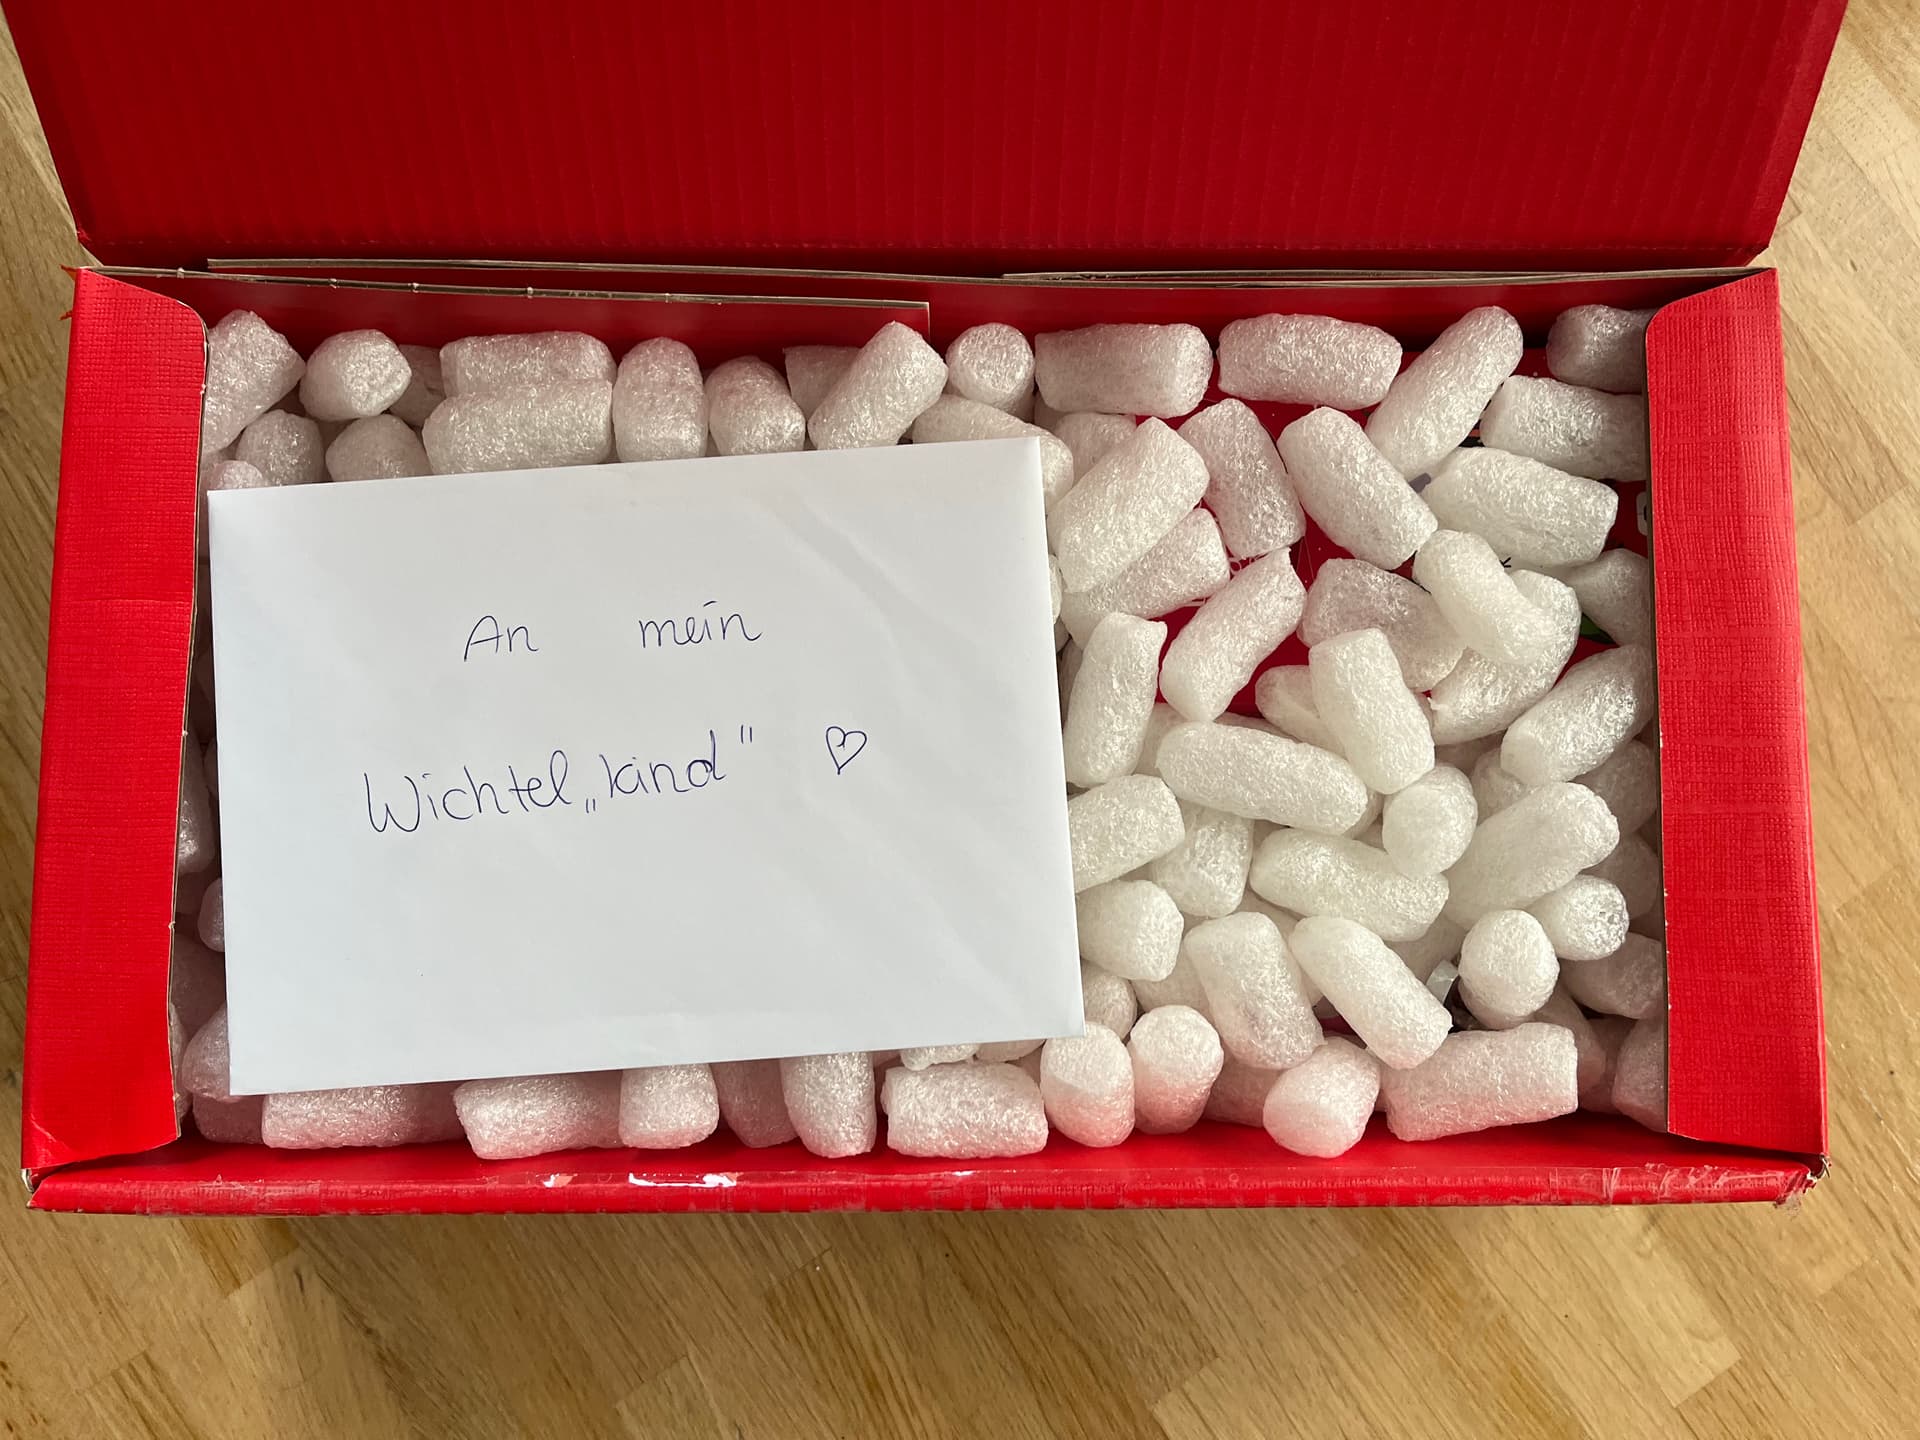 An mein
Wichtel„kind" ♡